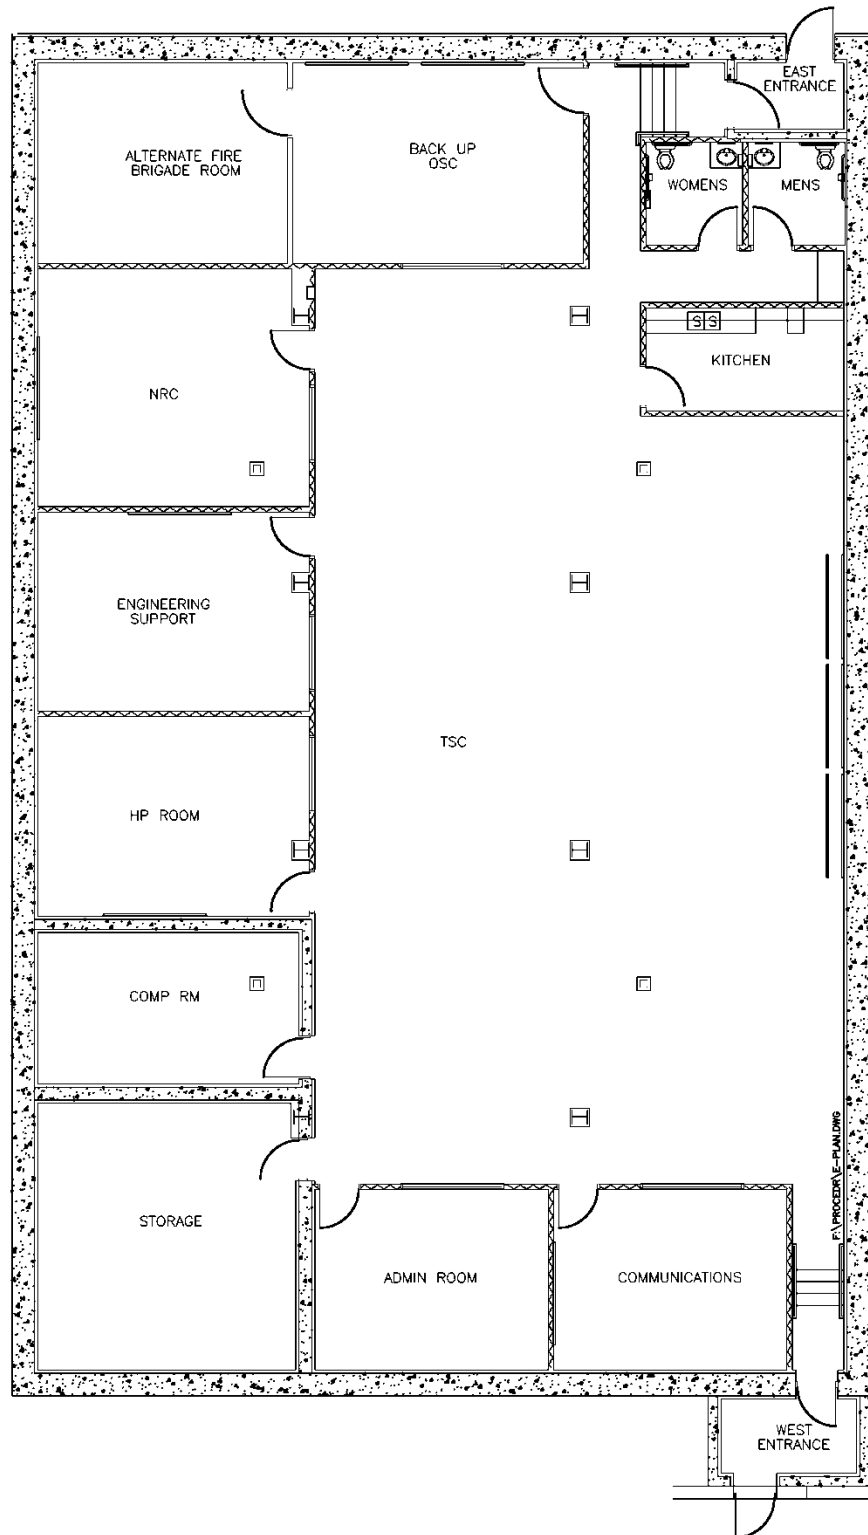 EAST
ENTRANCE
ALTERNATE FIRE
BRIGADE ROOM
BACK UP
OSC
WOMENS
MENS
S S
KITCHEN
NRC
ENGINEERING
SUPPORT
TSC
HP ROOM
COMP RM
F:\PROCEDR\E-PLAN.DWG
STORAGE
ADMIN ROOM
COMMUNICATIONS
WEST
ENTRANCE